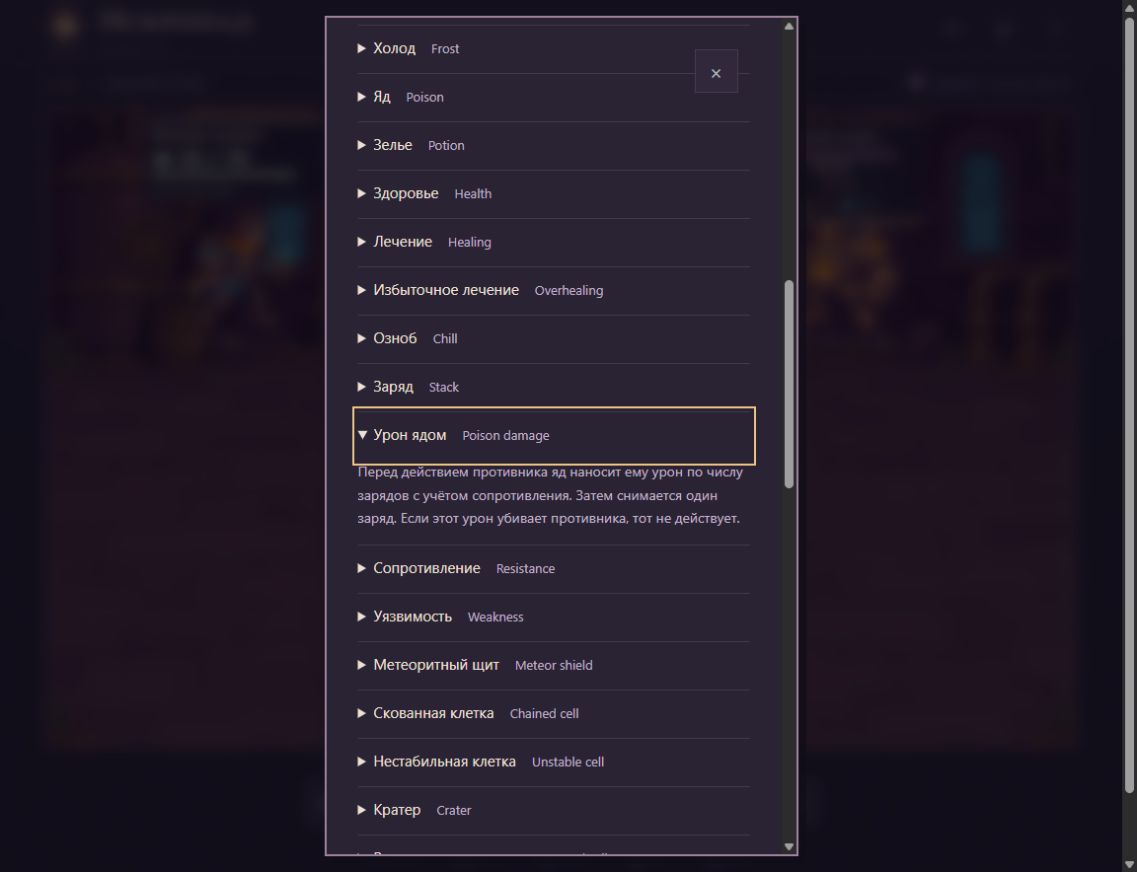 Холод Frost
×
Яд Poison
Зелье Potion
Здоровье Health
Лечение Healing
Избыточное лечение Overhealing
Озноб Chill
Заряд Stack
Урон ядом Poison damage
Перед действием противника яд наносит ему урон по числу
зарядов с учётом сопротивления. Затем снимается один
заряд. Если этот урон убивает противника, тот не действует.
Сопротивление Resistance
Уязвимость Weakness
Метеоритный щит Meteor shield
Скованная клетка Chained cell
Нестабильная клетка Unstable cell
Кратер Crater